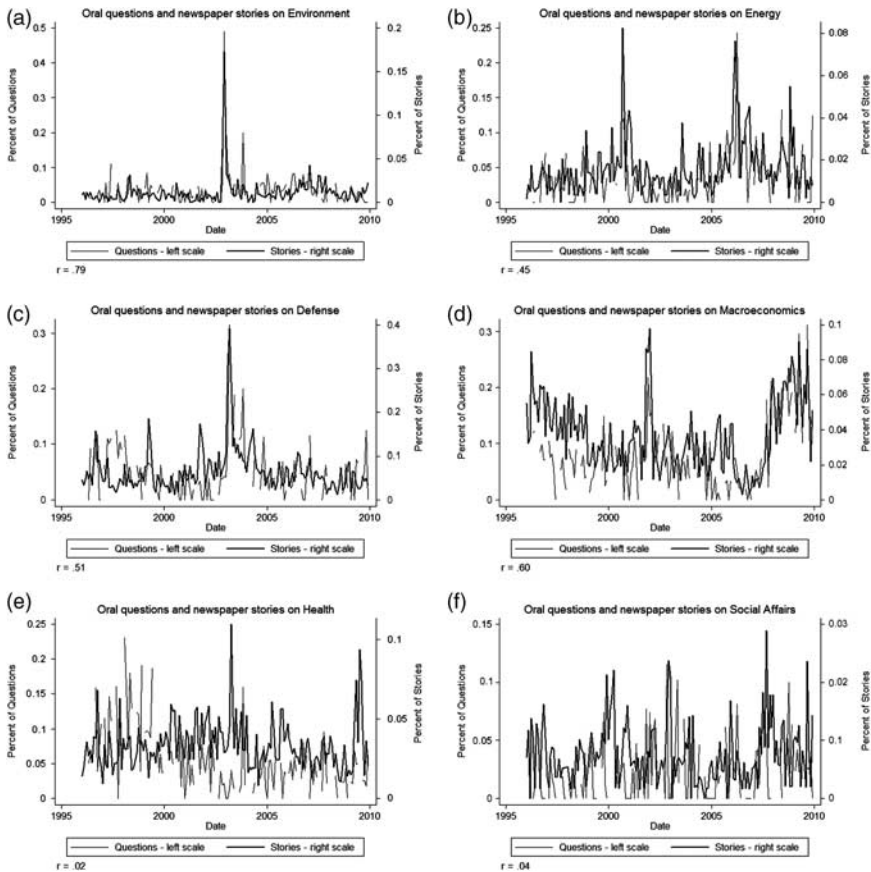 (a)
Oral questions and newspaper stories on Environment
Percent of Questions
0.5
0.4
0.3
0.2
0.1
0
0.2
0.15
0.1
0.05
0
Percent of Stories
1995 2000 2005 2010
Date
Questions - left scale Stories - right scale
r = .79
(b)
Oral questions and newspaper stories on Energy
Percent of Questions
0.25
0.2
0.15
0.1
0.05
0
0.08
0.06
0.04
0.02
0
Percent of Stories
1995 2000 2005 2010
Date
Questions - left scale Stories - right scale
r = .45
(c)
Oral questions and newspaper stories on Defense
Percent of Questions
0.3
0.2
0.1
0
0.4
0.3
0.2
0.1
0
Percent of Stories
1995 2000 2005 2010
Date
Questions - left scale Stories - right scale
r = .51
(d)
Oral questions and newspaper stories on Macroeconomics
Percent of Questions
0.3
0.2
0.1
0
0.1
0.08
0.06
0.04
0.02
0
Percent of Stories
1995 2000 2005 2010
Date
Questions - left scale Stories - right scale
r = .60
(e)
Oral questions and newspaper stories on Health
Percent of Questions
0.25
0.2
0.15
0.1
0.05
0
0.1
0.05
0
Percent of Stories
1995 2000 2005 2010
Date
Questions - left scale Stories - right scale
r = .02
(f)
Oral questions and newspaper stories on Social Affairs
Percent of Questions
0.15
0.1
0.05
0
0.03
0.02
0.1
0
Percent of Stories
1995 2000 2005 2010
Date
Questions - left scale Stories - right scale
r = .04